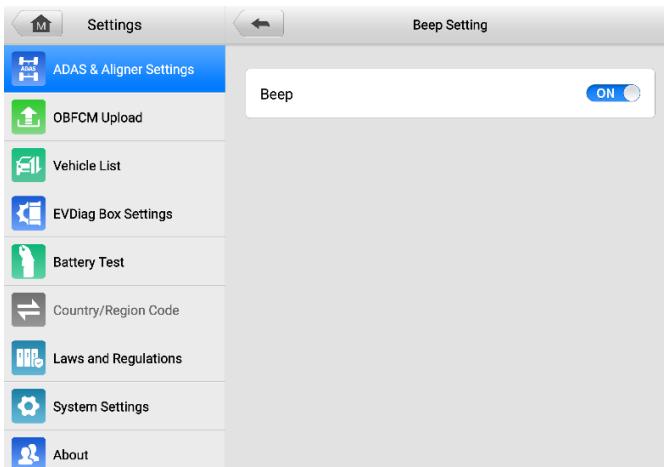 M
Settings
Beep Setting
ADAS
ADAS & Aligner Settings
Beep
ON
OBFCM Upload
Vehicle List
EVDiag Box Settings
Battery Test
Country/Region Code
Laws and Regulations
System Settings
About